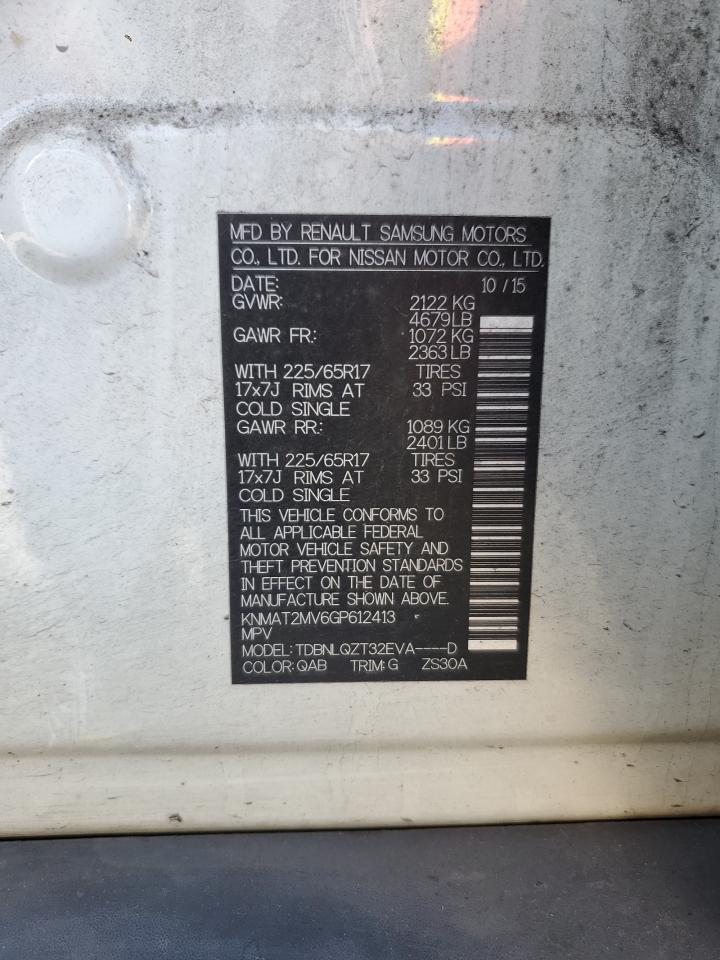 MFD BY RENAULT SAMSUNG MOTORS
CO., LTD. FOR NISSAN MOTOR CO., LTD.
DATE: 10 / 15
GVWR: 2122 KG
4679 LB
GAWR FR.: 1072 KG
2363 LB
WITH 225/65R17 TIRES
17x7J RIMS AT 33 PSI
COLD SINGLE
GAWR RR.: 1089 KG
2401 LB
WITH 225/65R17 TIRES
17x7J RIMS AT 33 PSI
COLD SINGLE
THIS VEHICLE CONFORMS TO
ALL APPLICABLE FEDERAL
MOTOR VEHICLE SAFETY AND
THEFT PREVENTION STANDARDS
IN EFFECT ON THE DATE OF
MANUFACTURE SHOWN ABOVE.
KNMAT2MV6GP612413
MPV
MODEL: TDBNLQZT32EVA----D
COLOR: QAB TRIM: G ZS30A